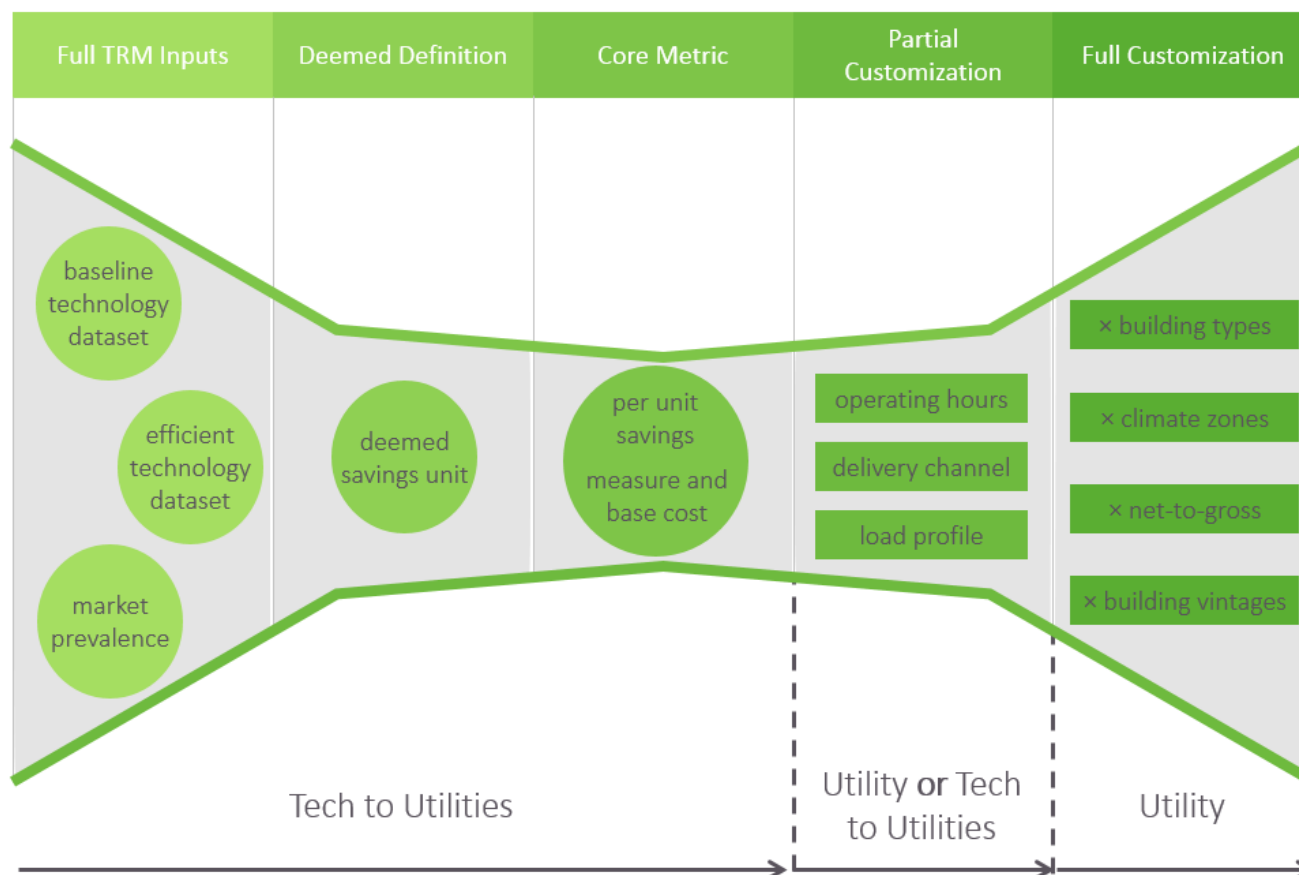 Full TRM Inputs
Deemed Definition
Core Metric
Partial
Customization
Full Customization
baseline
technology
dataset
efficient
technology
dataset
market
prevalence
deemed
savings unit
per unit
savings
measure and
base cost
operating hours
delivery channel
load profile
× building types
× climate zones
× net-to-gross
× building vintages
Tech to Utilities
Utility or Tech
to Utilities
Utility